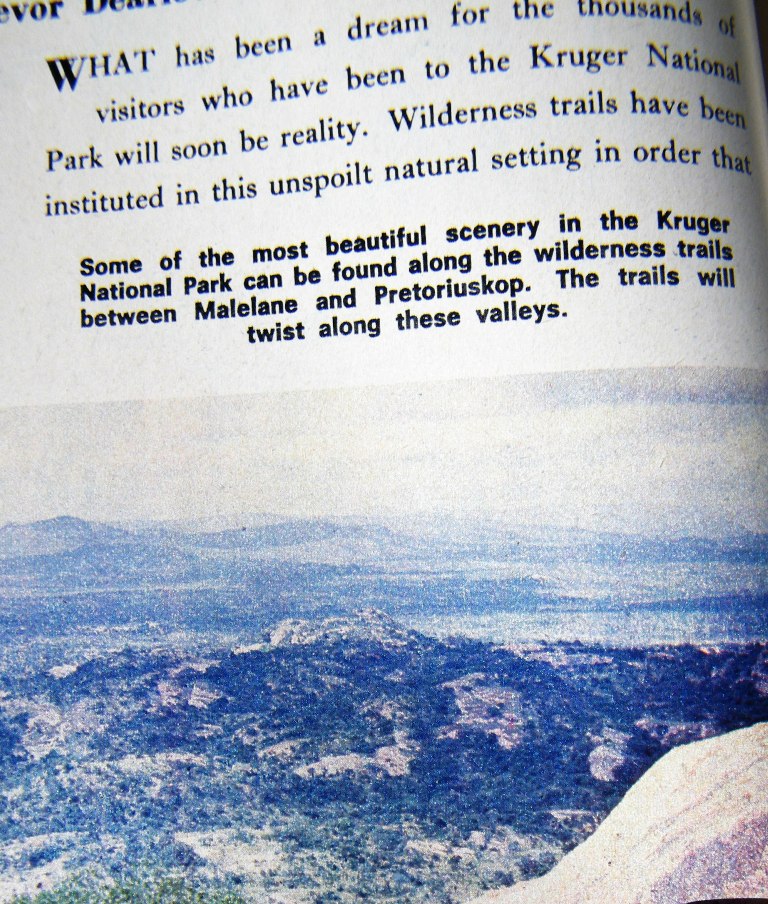 WHAT has been a dream for the thousands of
visitors who have been to the Kruger National
Park will soon be reality. Wilderness trails have been
instituted in this unspoilt natural setting in order that
Some of the most beautiful scenery in the Kruger
National Park can be found along the wilderness trails
between Malelane and Pretoriuskop. The trails will
twist along these valleys.